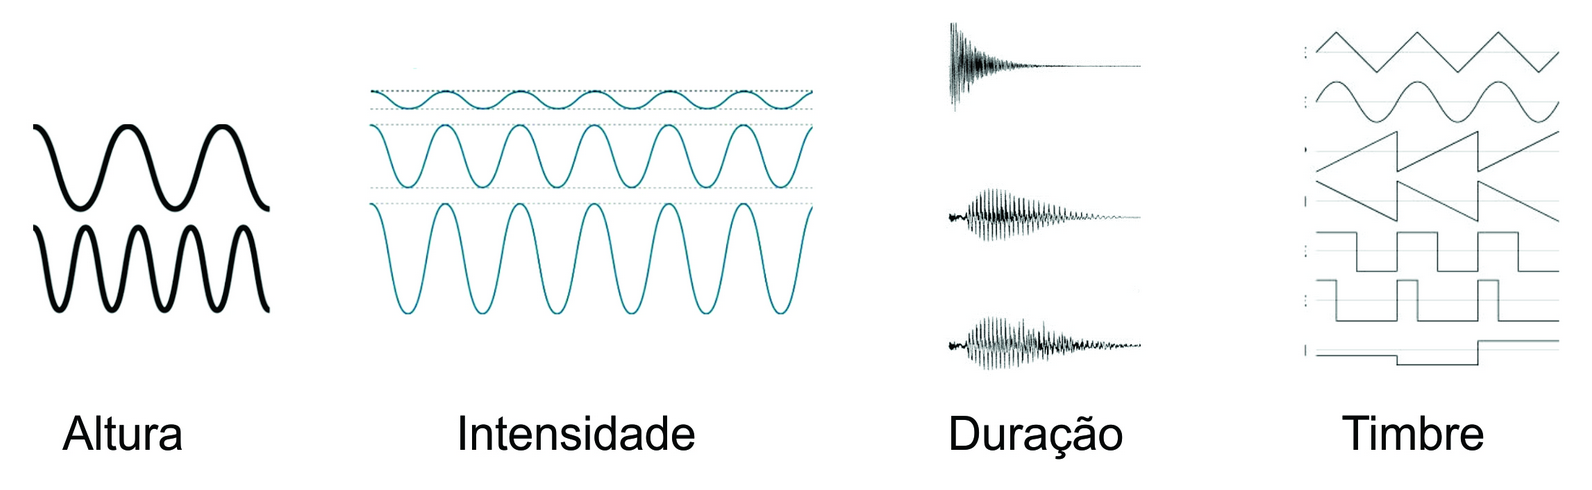 Altura
Intensidade
Duração
Timbre